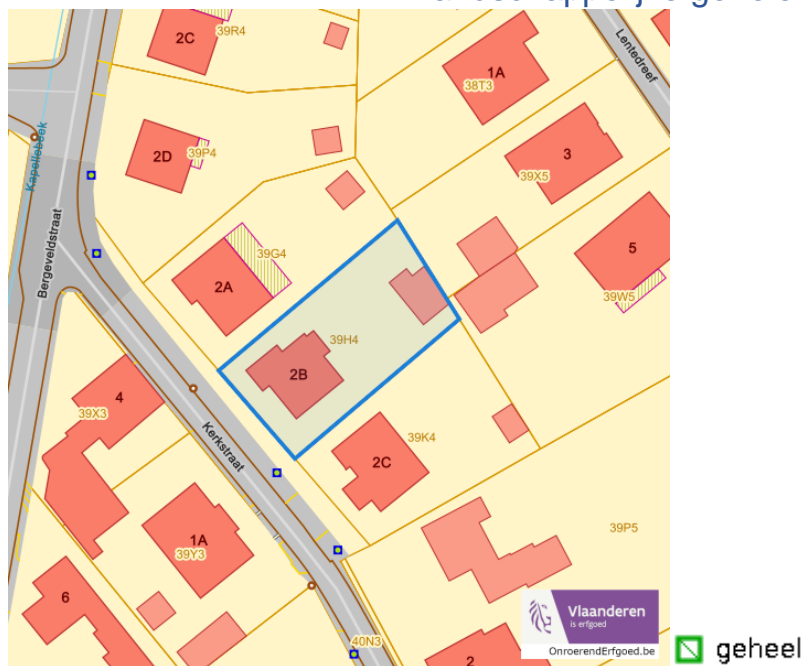 2C
39R4
Lentedreef
1A
38T3
Kapellebeek
2D
39P4
3
39X5
Bergeveldstraat
39G4
2A
5
39W5
39H4
2B
4
39X3
Kerkstraat
39K4
2C
1A
39Y3
39P5
6
Vlaanderen
is erfgoed
OnroerendErfgoed.be
40N3
2
geheel